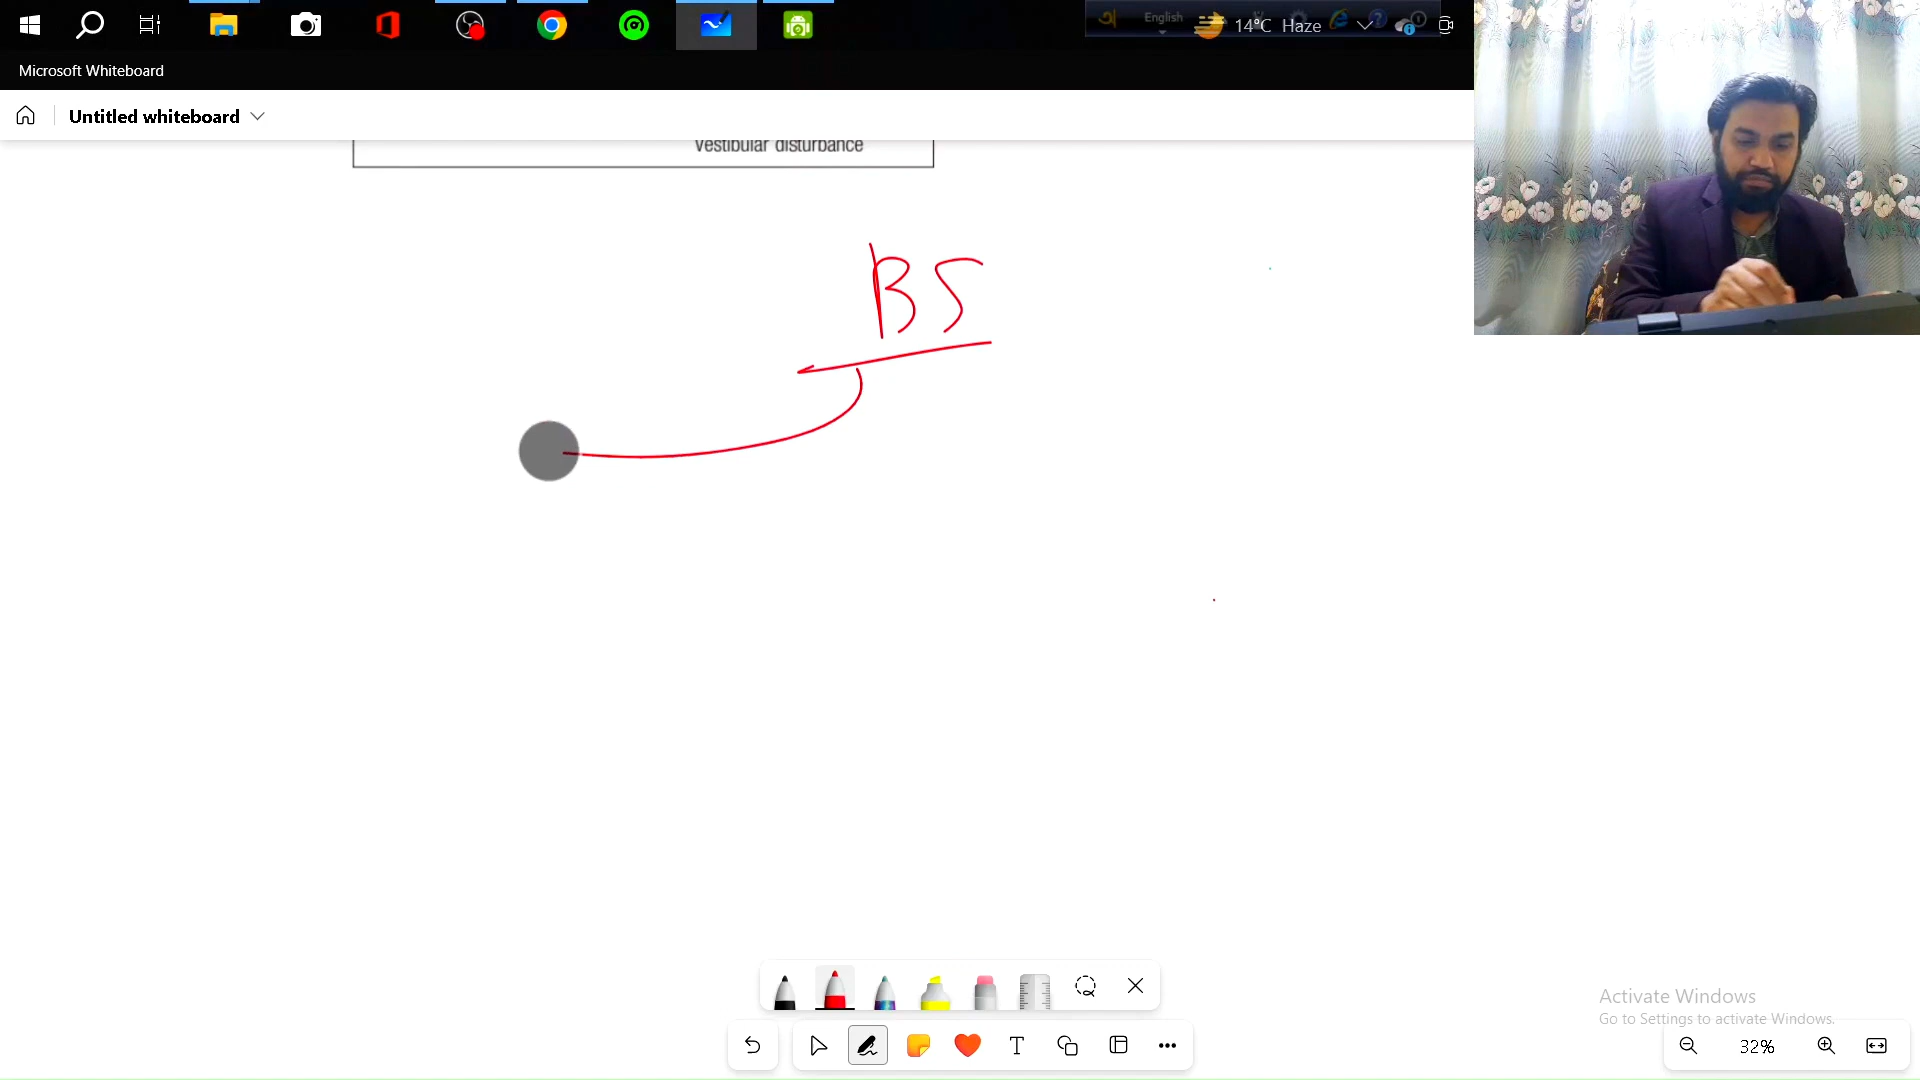 English
14°C Haze
Microsoft Whiteboard
Untitled whiteboard
Vestibular disturbance
BS
Activate Windows
Go to Settings to activate Windows.
32%